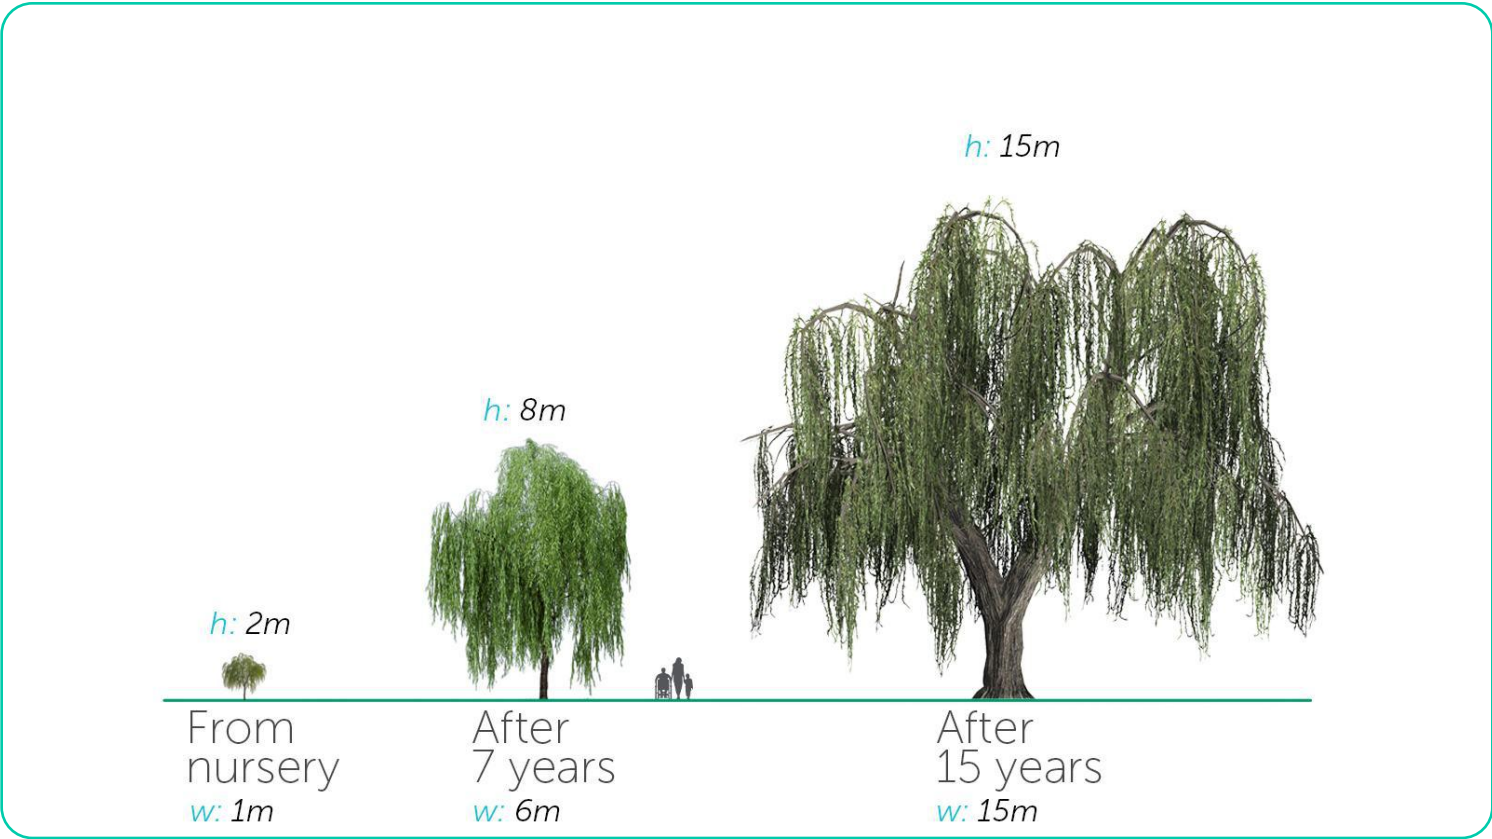 h: 15m
h: 8m
h: 2m
From
nursery
w: 1m
After
7 years
w: 6m
After
15 years
w: 15m